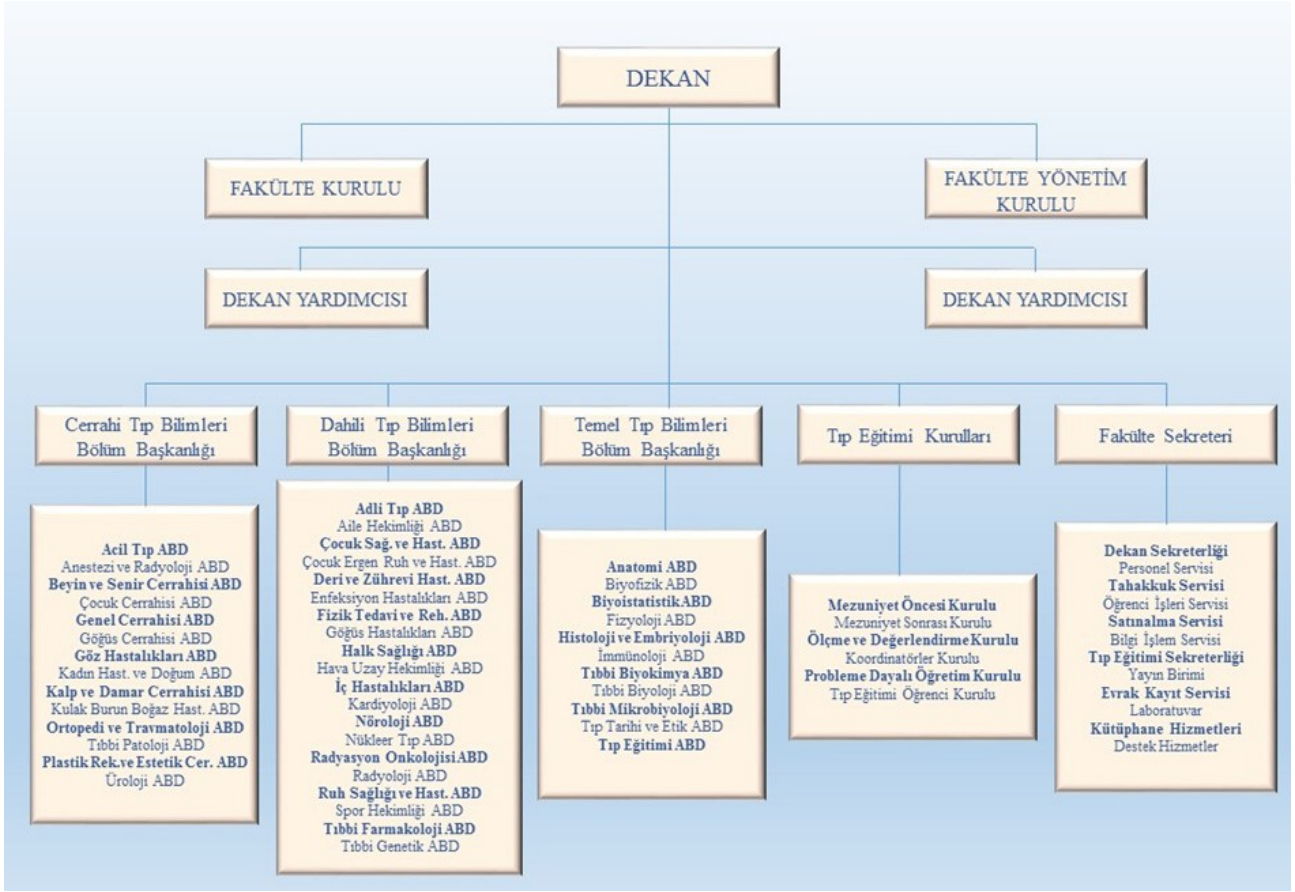 DEKAN
FAKÜLTE KURULU
FAKÜLTE YÖNETİM
KURULU
DEKAN YARDIMCISI
DEKAN YARDIMCISI
Cerrahi Tıp Bilimleri
Bölüm Başkanlığı
Dahili Tıp Bilimleri
Bölüm Başkanlığı
Temel Tıp Bilimleri
Bölüm Başkanlığı
Tıp Eğitimi Kurulları
Fakülte Sekreteri
Acil Tıp ABD
Anestezi ve Radyoloji ABD
Beyin ve Senir Cerrahisi ABD
Çocuk Cerrahisi ABD
Genel Cerrahisi ABD
Göğüs Cerrahisi ABD
Göz Hastalıkları ABD
Kadın Hast. ve Doğum ABD
Kalp ve Damar Cerrahisi ABD
Kulak Burun Boğaz Hast. ABD
Ortopedi ve Travmatoloji ABD
Tıbbi Patoloji ABD
Plastik Rek.ve Estetik Cer. ABD
Üroloji ABD
Adli Tıp ABD
Aile Hekimliği ABD
Çocuk Sağ. ve Hast. ABD
Çocuk Ergen Ruh ve Hast. ABD
Deri ve Zührevi Hast. ABD
Enfeksiyon Hastalıkları ABD
Fizik Tedavi ve Reh. ABD
Göğüs Hastalıkları ABD
Halk Sağlığı ABD
Hava Uzay Hekimliği ABD
İç Hastalıkları ABD
Kardiyoloji ABD
Nöroloji ABD
Nükleer Tıp ABD
Radyasyon Onkolojisi ABD
Radyoloji ABD
Ruh Sağlığı ve Hast. ABD
Spor Hekimliği ABD
Tıbbi Farmakoloji ABD
Tıbbi Genetik ABD
Anatomi ABD
Biyofizik ABD
Biyoistatistik ABD
Fizyoloji ABD
Histoloji ve Embriyoloji ABD
İmmünoloji ABD
Tıbbi Biyokimya ABD
Tıbbi Biyoloji ABD
Tıbbi Mikrobiyoloji ABD
Tıp Tarihi ve Etik ABD
Tıp Eğitimi ABD
Mezuniyet Öncesi Kurulu
Mezuniyet Sonrası Kurulu
Ölçme ve Değerlendirme Kurulu
Koordinatörler Kurulu
Probleme Dayalı Öğretim Kurulu
Tıp Eğitimi Öğrenci Kurulu
Dekan Sekreterliği
Personel Servisi
Tahakkuk Servisi
Öğrenci İşleri Servisi
Satınalma Servisi
Bilgi İşlem Servisi
Tıp Eğitimi Sekreterliği
Yayın Birimi
Evrak Kayıt Servisi
Laboratuvar
Kütüphane Hizmetleri
Destek Hizmetler